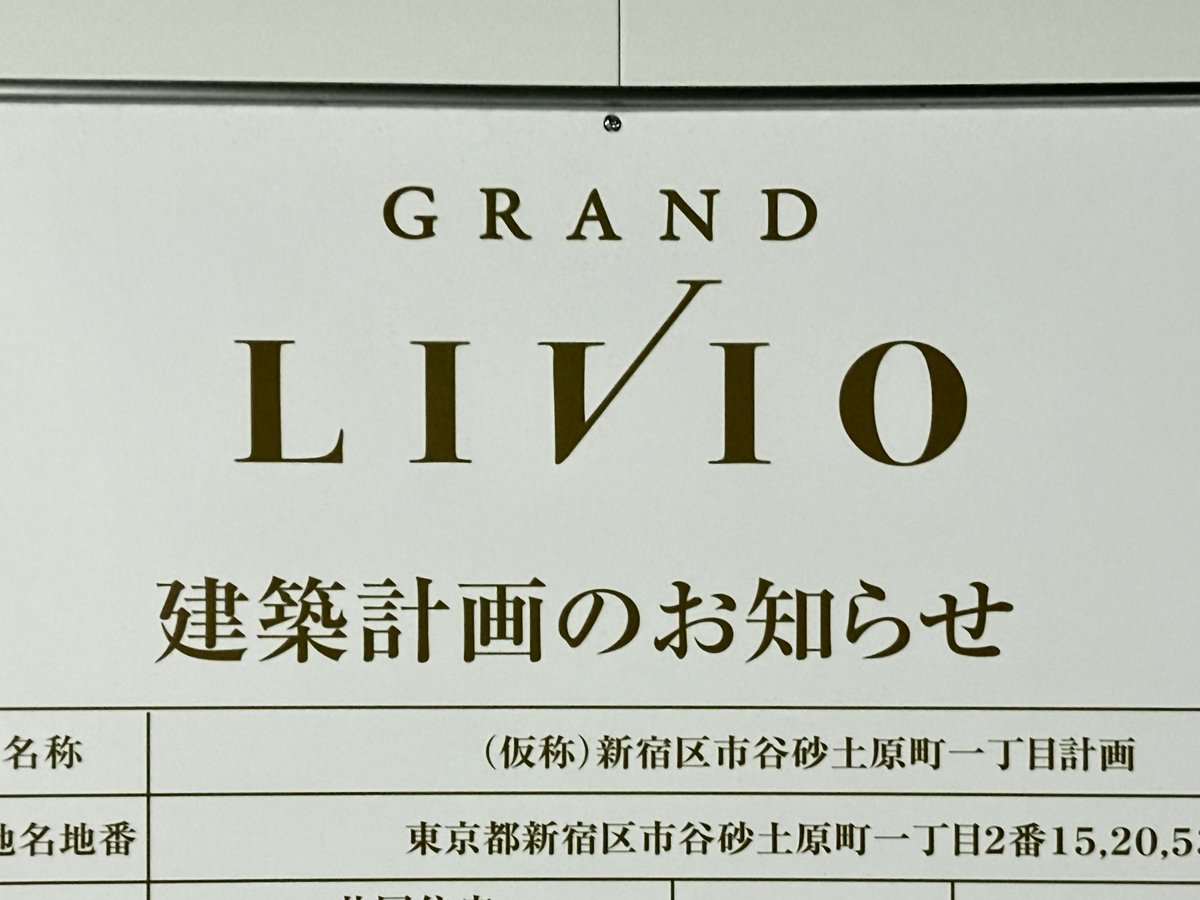 GRAND
LIVIO
建築計画のお知らせ
名称 (仮称)新宿区市谷砂土原町一丁目計画
地名地番 東京都新宿区市谷砂土原町一丁目2番15,20,5